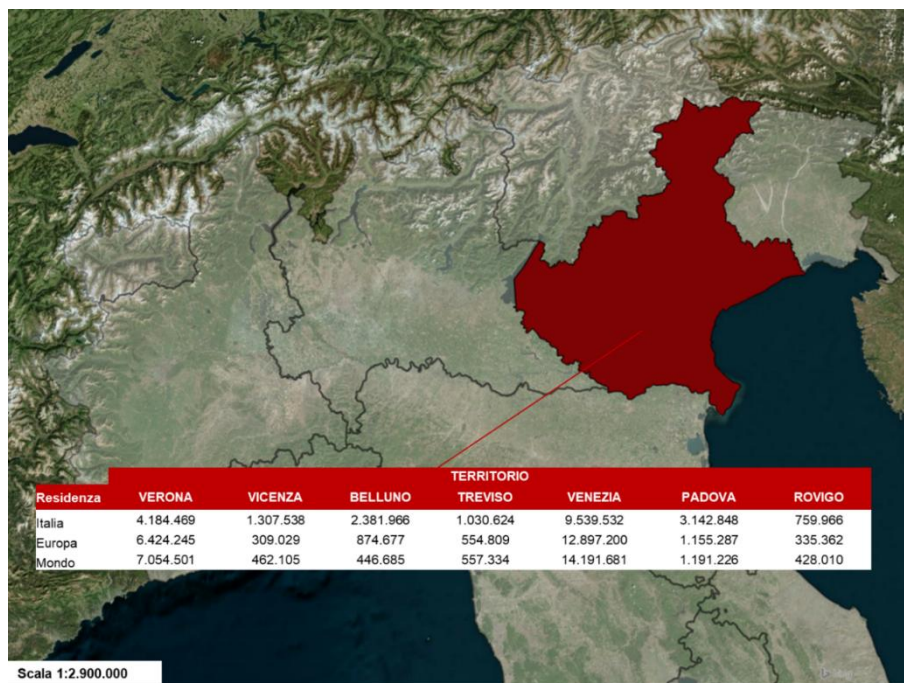 TERRITORIO
Residenza VERONA VICENZA BELLUNO TREVISO VENEZIA PADOVA ROVIGO
Italia 4.184.469 1.307.538 2.381.966 1.030.624 9.539.532 3.142.848 759.966
Europa 6.424.245 309.029 874.677 554.809 12.897.200 1.155.287 335.362
Mondo 7.054.501 462.105 446.685 557.334 14.191.681 1.191.226 428.010
Scala 1:2.900.000